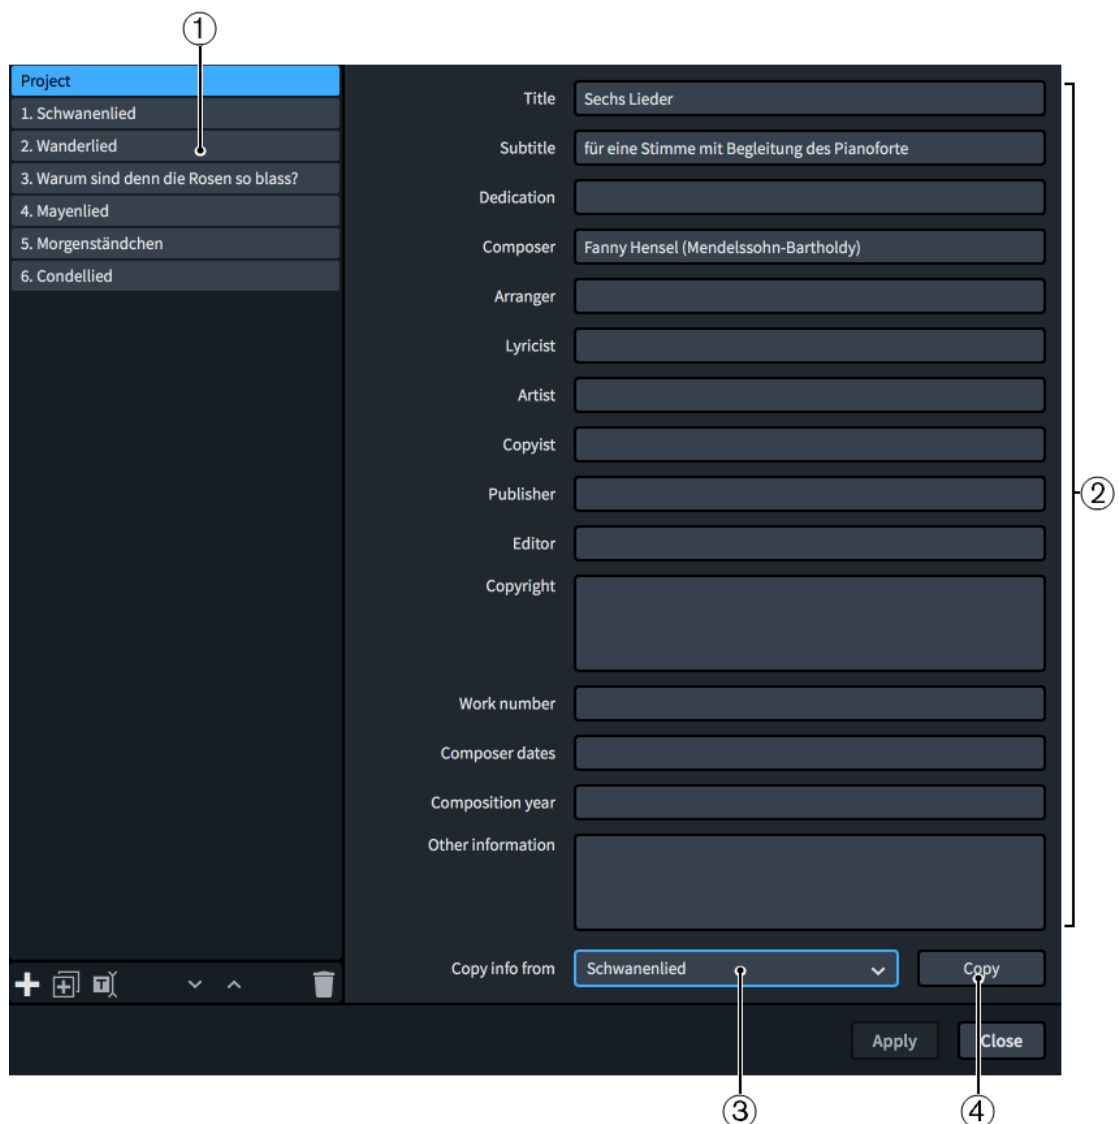 ①
Project
1. Schwanenlied
2. Wanderlied
3. Warum sind denn die Rosen so blass?
4. Mayenlied
5. Morgenständchen
6. Condellied
Title Sechs Lieder
Subtitle für eine Stimme mit Begleitung des Pianoforte
Dedication
Composer Fanny Hensel (Mendelssohn-Bartholdy)
Arranger
Lyricist
Artist
Copyist
Publisher
②
Editor
Copyright
Work number
Composer dates
Composition year
Other information
Copy info from Schwanenlied Copy
Apply Close
③ ④